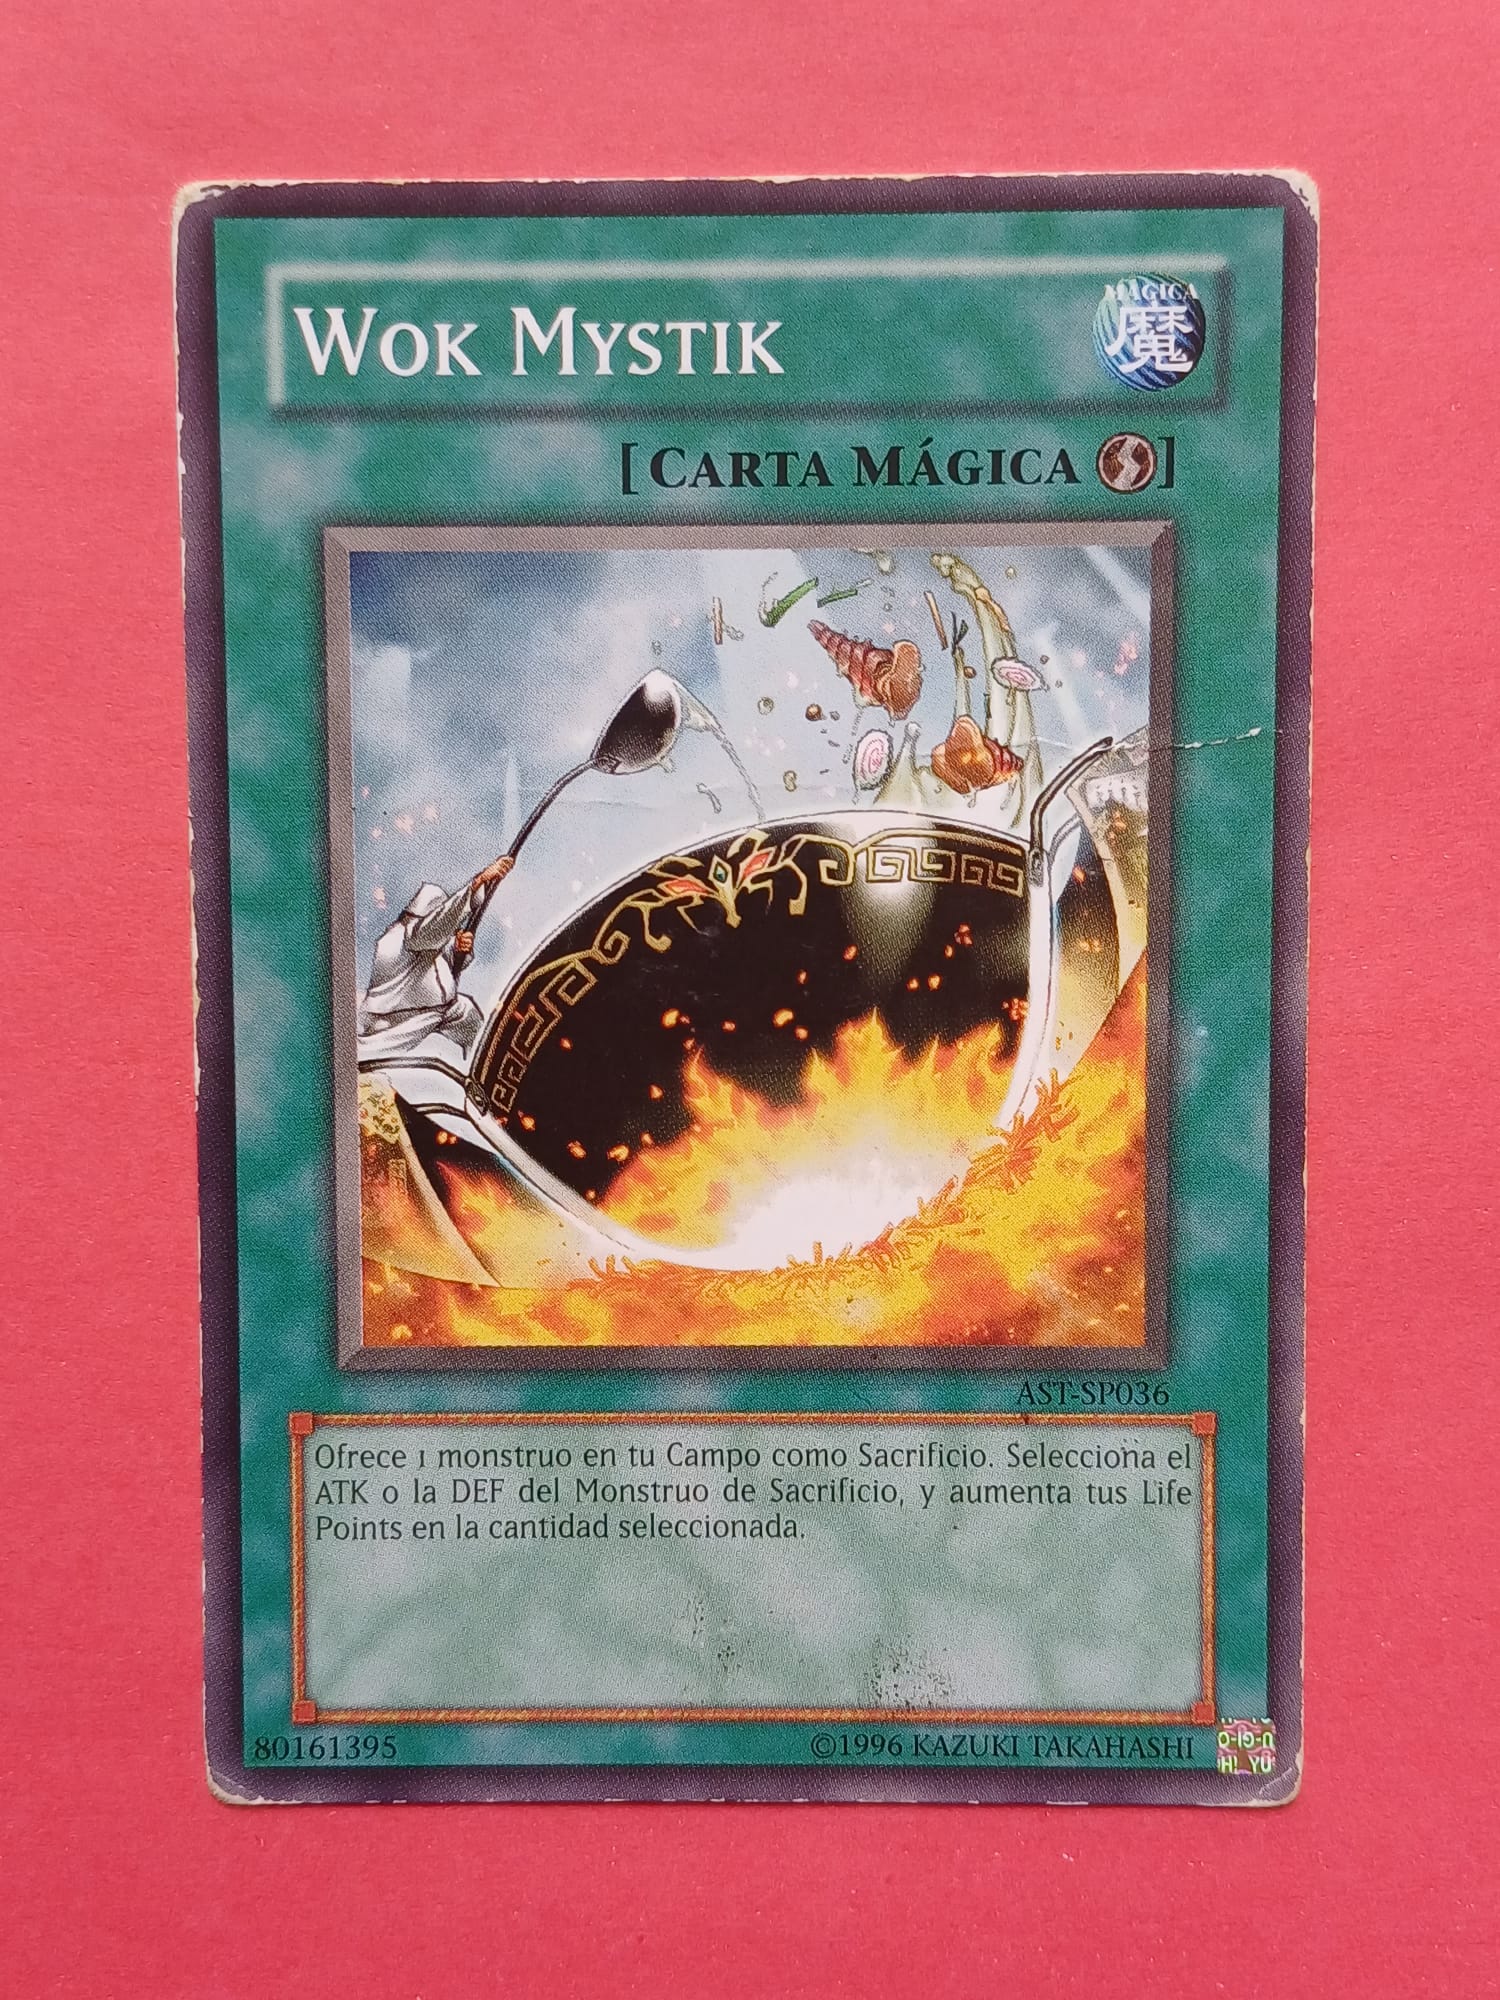 WOK MYSTIK
MÁGICA
魔
[CARTA MÁGICA]
AST-SP036
Ofrece 1 monstruo en tu Campo como Sacrificio. Selecciona el
ATK o la DEF del Monstruo de Sacrificio, y aumenta tus Life
Points en la cantidad seleccionada.
80161395
©1996 KAZUKI TAKAHASHI